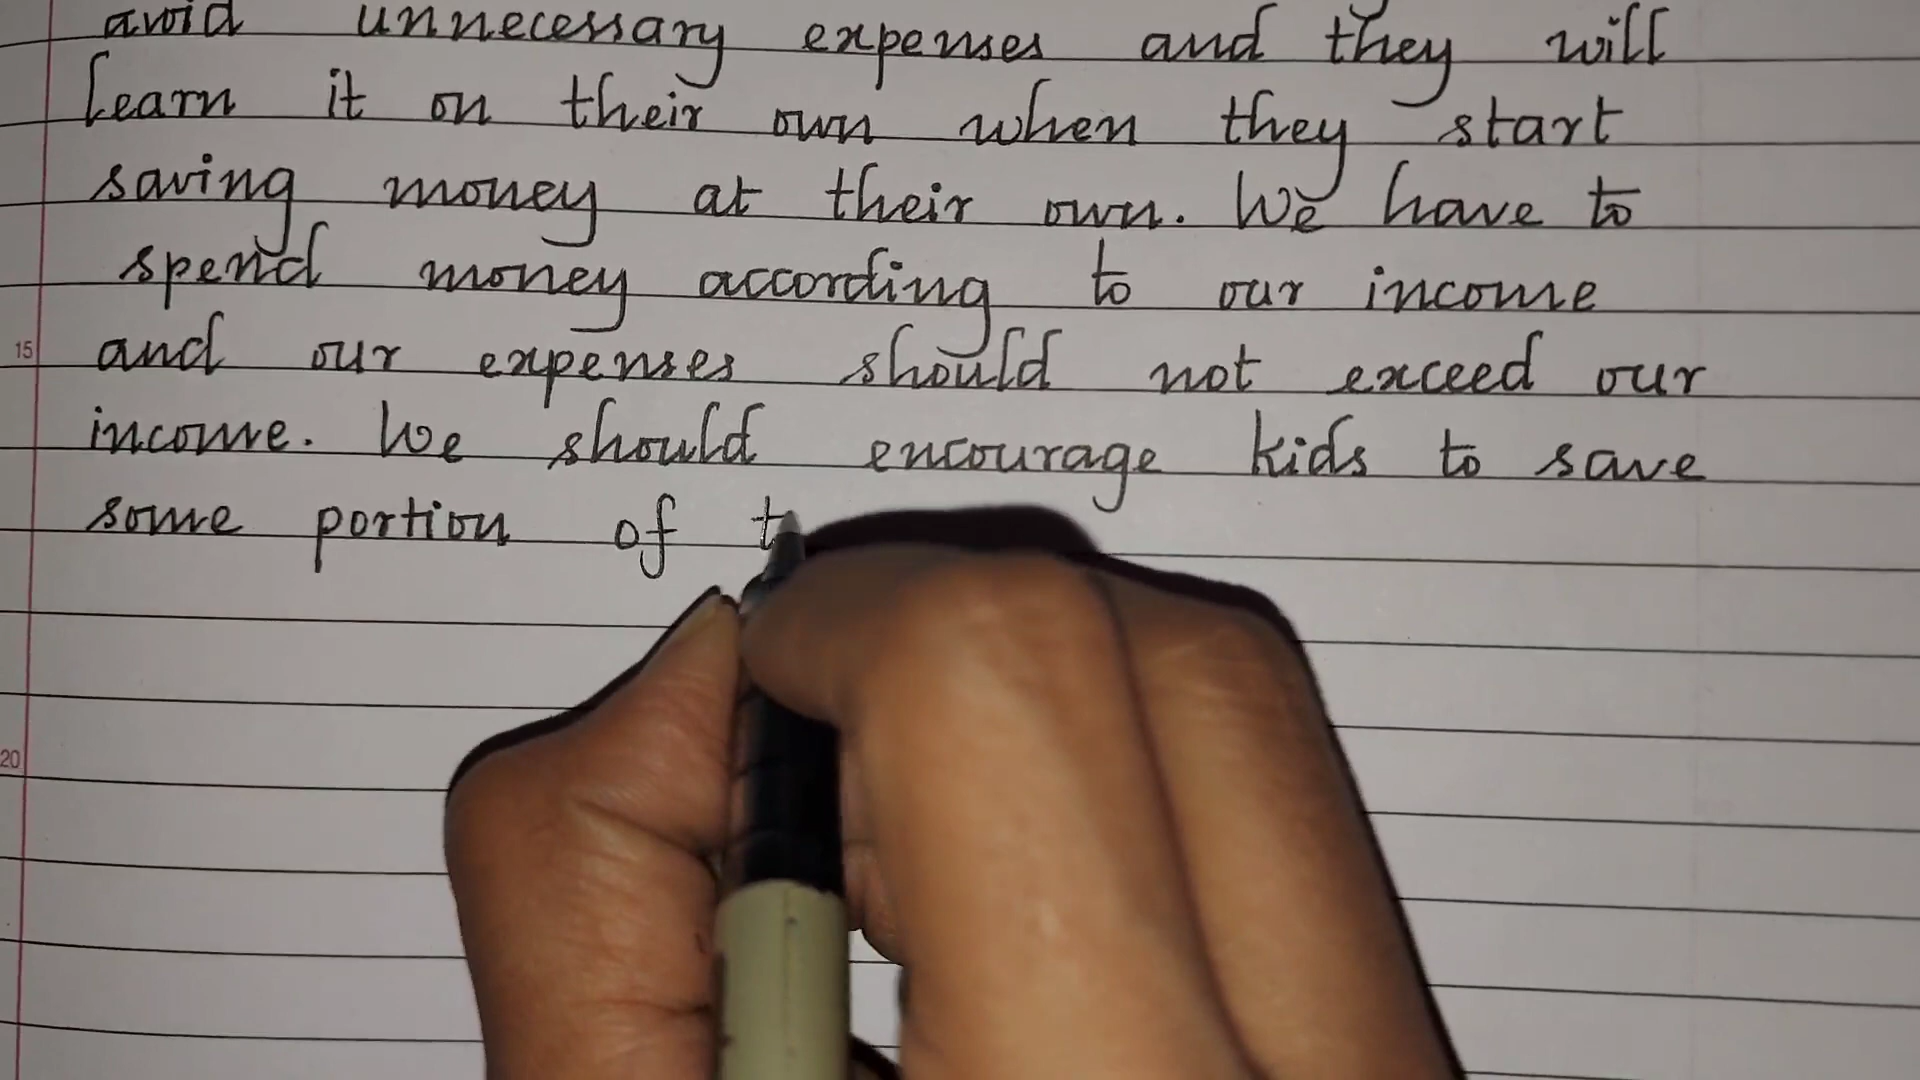 avoid unnecessary expenses and they will
learn it on their own when they start
saving money at their own. We have to
spend money according to our income
15 and our expenses should not exceed our
income. We should encourage kids to save
some portion of t
20